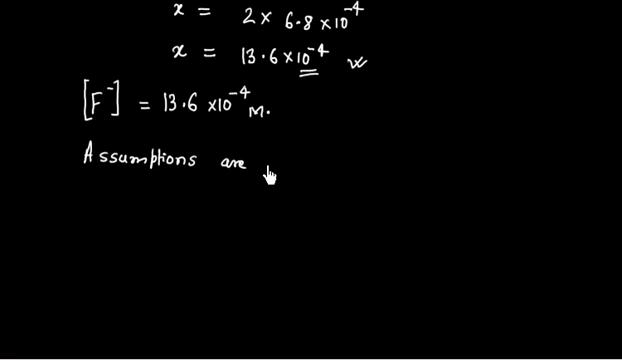 x = 2 × 6.8 × 10⁻⁴
x = 13.6 × 10⁻⁴
[F⁻] = 13.6 × 10⁻⁴ M.
Assumptions are